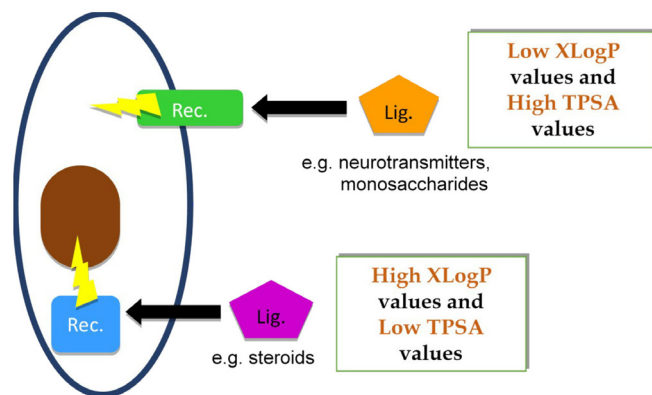 Low XLogP
values and
High TPSA
values
Rec.
Lig.
e.g. neurotransmitters,
monosaccharides
High XLogP
values and
Low TPSA
values
Rec.
Lig.
e.g. steroids